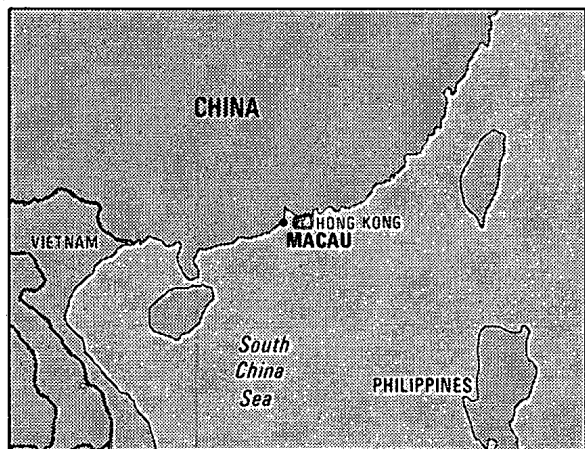 CHINA
HONG KONG
MACAU
VIETNAM
South
China
Sea
PHILIPPINES